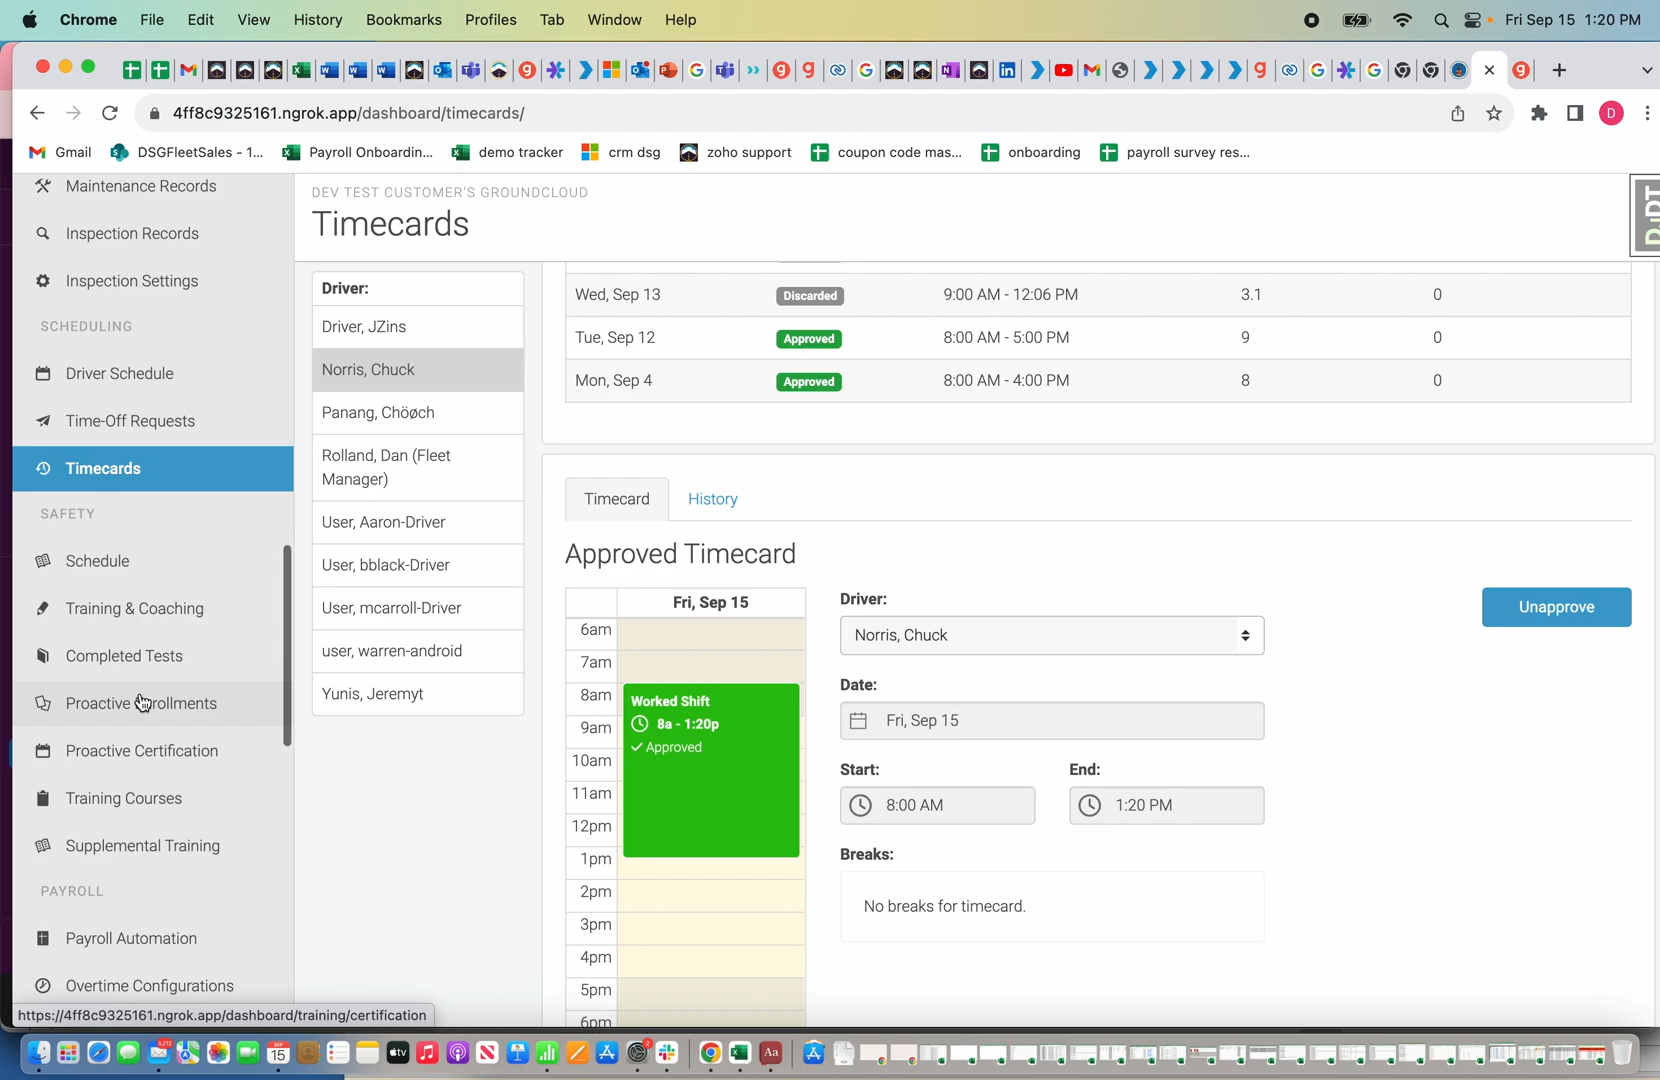 Chrome File Edit View History Bookmarks Profiles Tab Window Help Fri Sep 15 1:20 PM
4ff8c9325161.ngrok.app/dashboard/timecards/
Gmail DSGFleetSales - 1... Payroll Onboardin... demo tracker crm dsg zoho support coupon code mas... onboarding payroll survey res...
Maintenance Records
Inspection Records
Inspection Settings
SCHEDULING
Driver Schedule
Time-Off Requests
Timecards
SAFETY
Schedule
Training & Coaching
Completed Tests
Proactive Enrollments
Proactive Certification
Training Courses
Supplemental Training
PAYROLL
Payroll Automation
Overtime Configurations
https://4ff8c9325161.ngrok.app/dashboard/training/certification
DEV TEST CUSTOMER'S GROUNDCLOUD
Timecards
Driver:
Driver, JZins
Norris, Chuck
Panang, Chöøch
Rolland, Dan (Fleet
Manager)
User, Aaron-Driver
User, bblack-Driver
User, mcarroll-Driver
user, warren-android
Yunis, Jeremyt
Wed, Sep 13 Discarded 9:00 AM - 12:06 PM 3.1 0
Tue, Sep 12 Approved 8:00 AM - 5:00 PM 9 0
Mon, Sep 4 Approved 8:00 AM - 4:00 PM 8 0
Timecard History
Approved Timecard
Fri, Sep 15
6am
7am
8am
9am
10am
11am
12pm
1pm
2pm
3pm
4pm
5pm
6pm
Worked Shift
8a - 1:20p
Approved
Driver:
Norris, Chuck
Date:
Fri, Sep 15
Start: End:
8:00 AM 1:20 PM
Breaks:
No breaks for timecard.
Unapprove